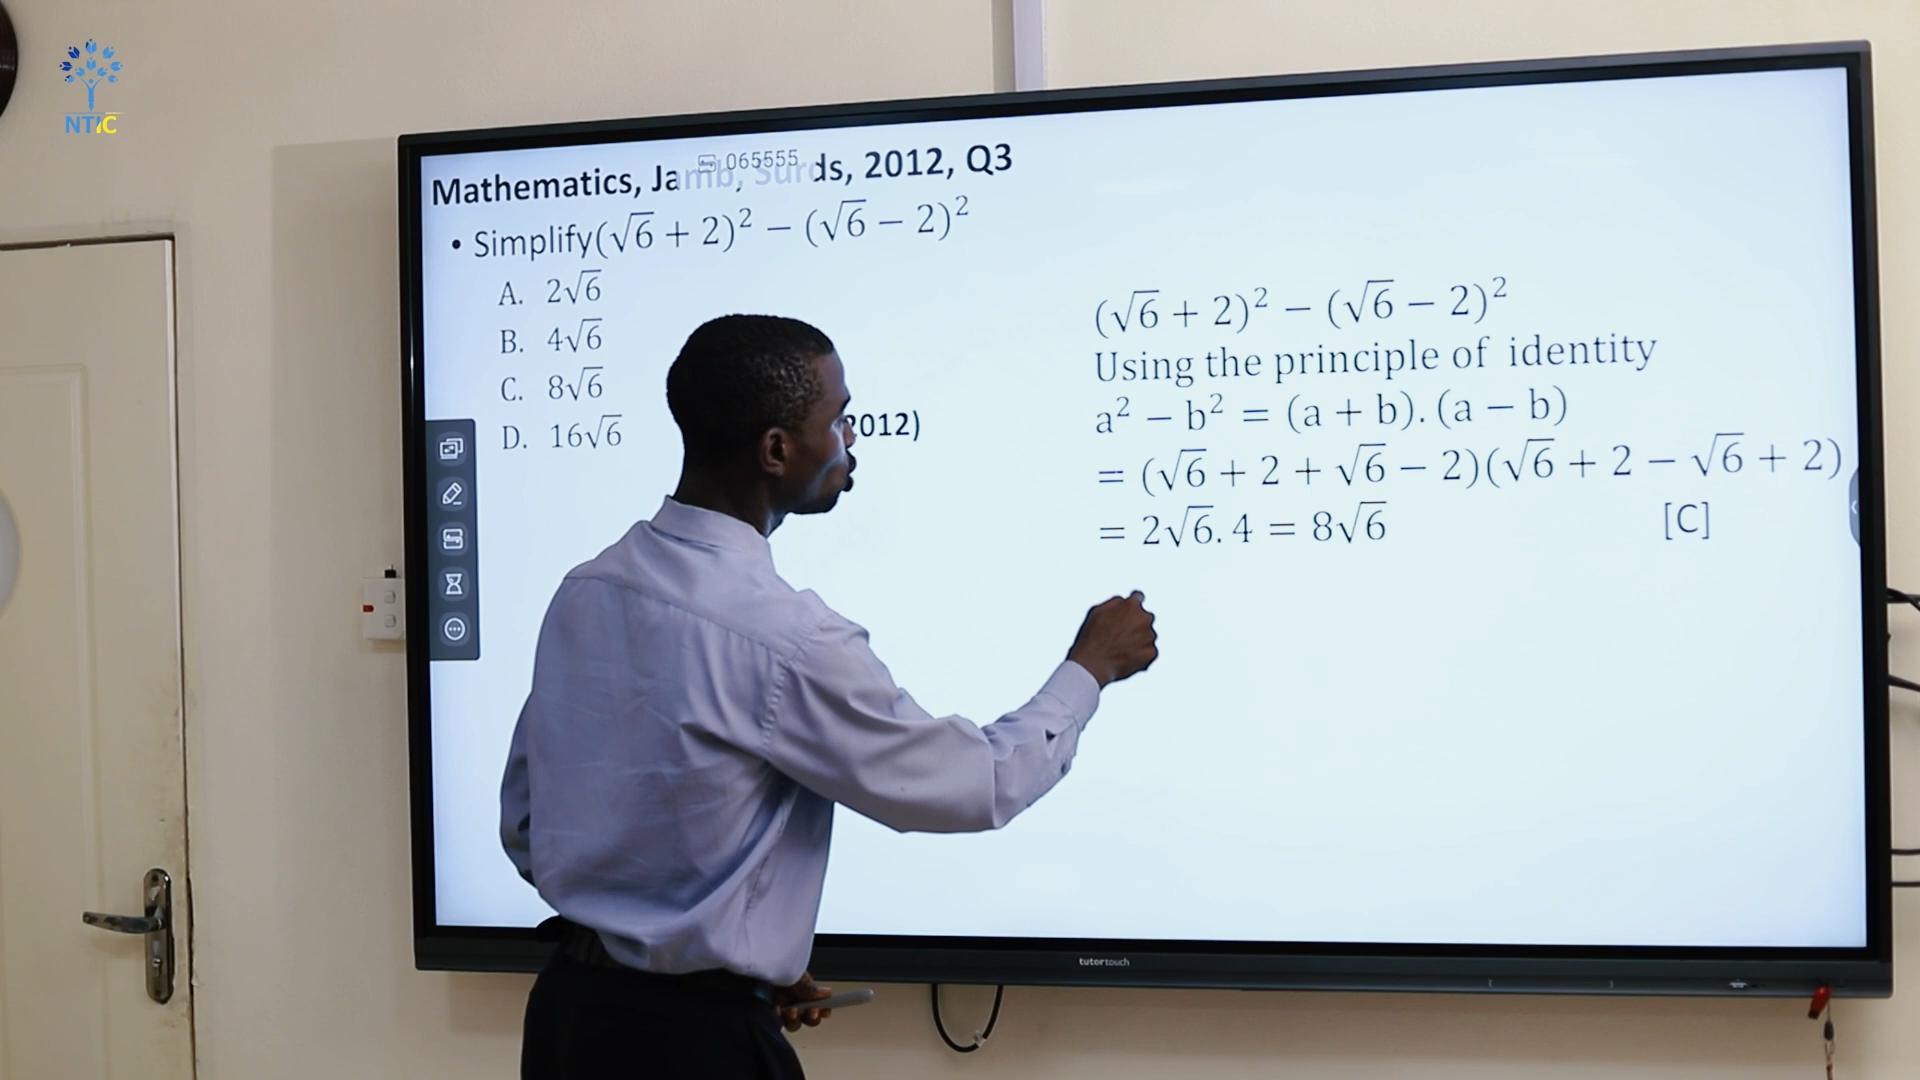 NTIC
065555
Mathematics, Jamb, Surds, 2012, Q3
• Simplify(√6 + 2)² − (√6 − 2)²
A. 2√6
B. 4√6
C. 8√6
D. 16√6
2012)
(√6 + 2)² − (√6 − 2)²
Using the principle of identity
a² − b² = (a + b). (a − b)
= (√6 + 2 + √6 − 2)(√6 + 2 − √6 + 2)
= 2√6. 4 = 8√6 [C]
tutortouch